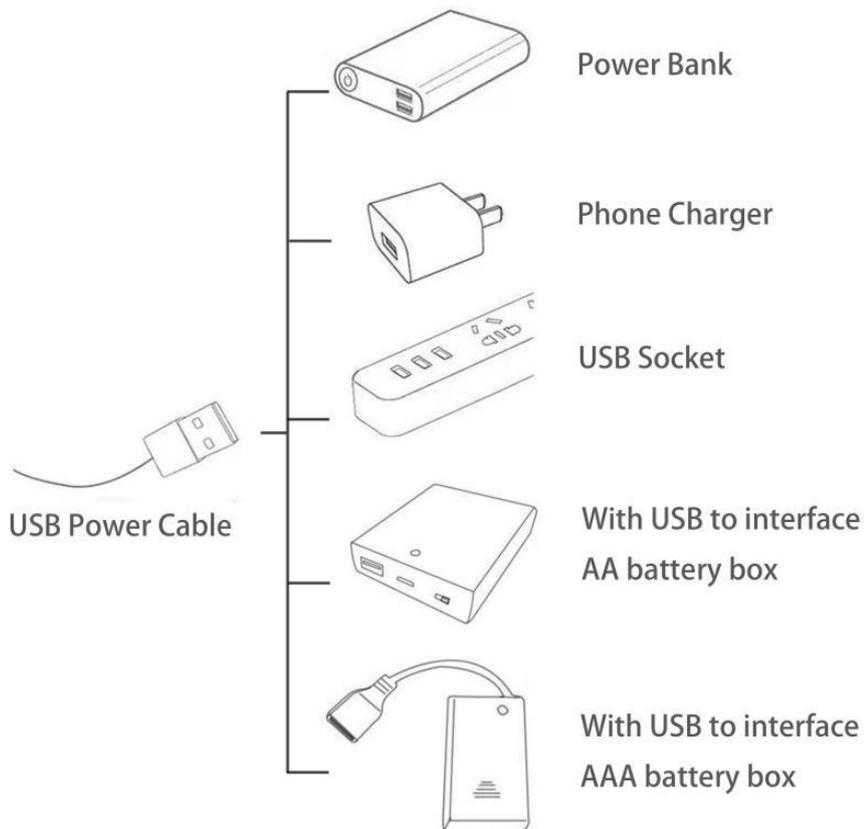 Power Bank
Phone Charger
USB Socket
USB Power Cable
With USB to interface
AA battery box
With USB to interface
AAA battery box